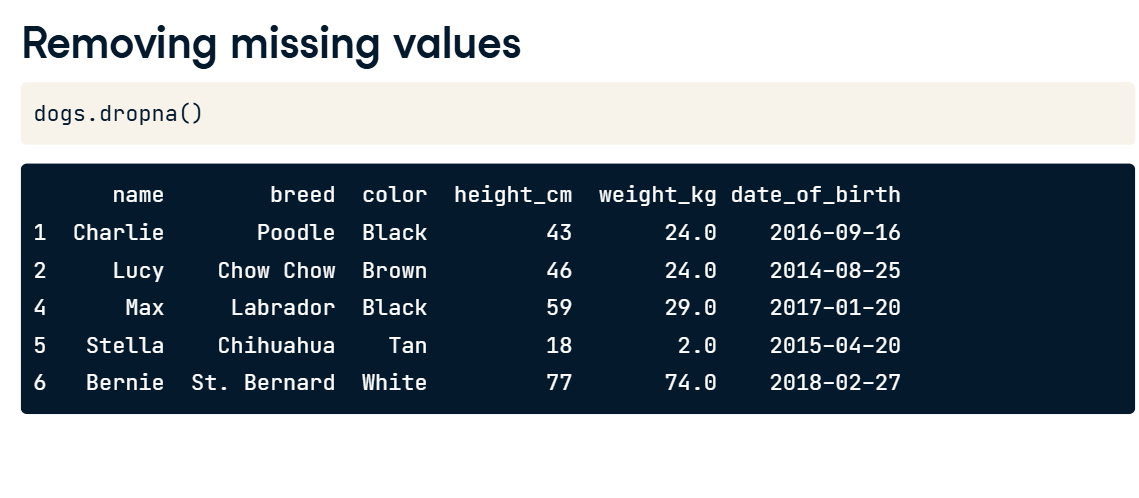 Removing missing values
dogs.dropna()
name breed color height_cm weight_kg date_of_birth
1 Charlie Poodle Black 43 24.0 2016-09-16
2 Lucy Chow Chow Brown 46 24.0 2014-08-25
4 Max Labrador Black 59 29.0 2017-01-20
5 Stella Chihuahua Tan 18 2.0 2015-04-20
6 Bernie St. Bernard White 77 74.0 2018-02-27